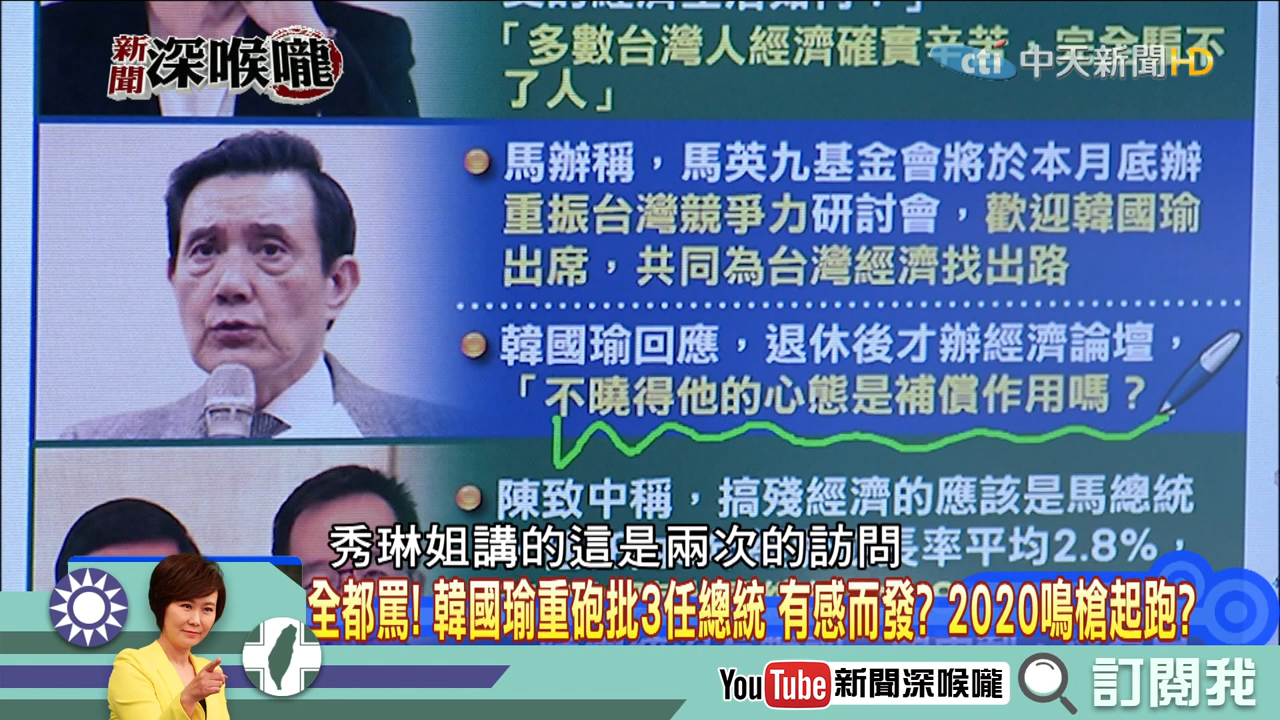 新聞深喉嚨
cti中天新聞HD
「多數台灣人經濟確實辛苦，完全騙不
了人」
馬辦稱，馬英九基金會將於本月底辦
重振台灣競爭力研討會，歡迎韓國瑜
出席，共同為台灣經濟找出路
韓國瑜回應，退休後才辦經濟論壇，
「不曉得他的心態是補償作用嗎？
陳致中稱，搞殘經濟的應該是馬總統
長率平均2.8%，
秀琳姐講的這是兩次的訪問
全都罵! 韓國瑜重砲批3任總統 有感而發? 2020鳴槍起跑?
YouTube 新聞深喉嚨
訂閱我